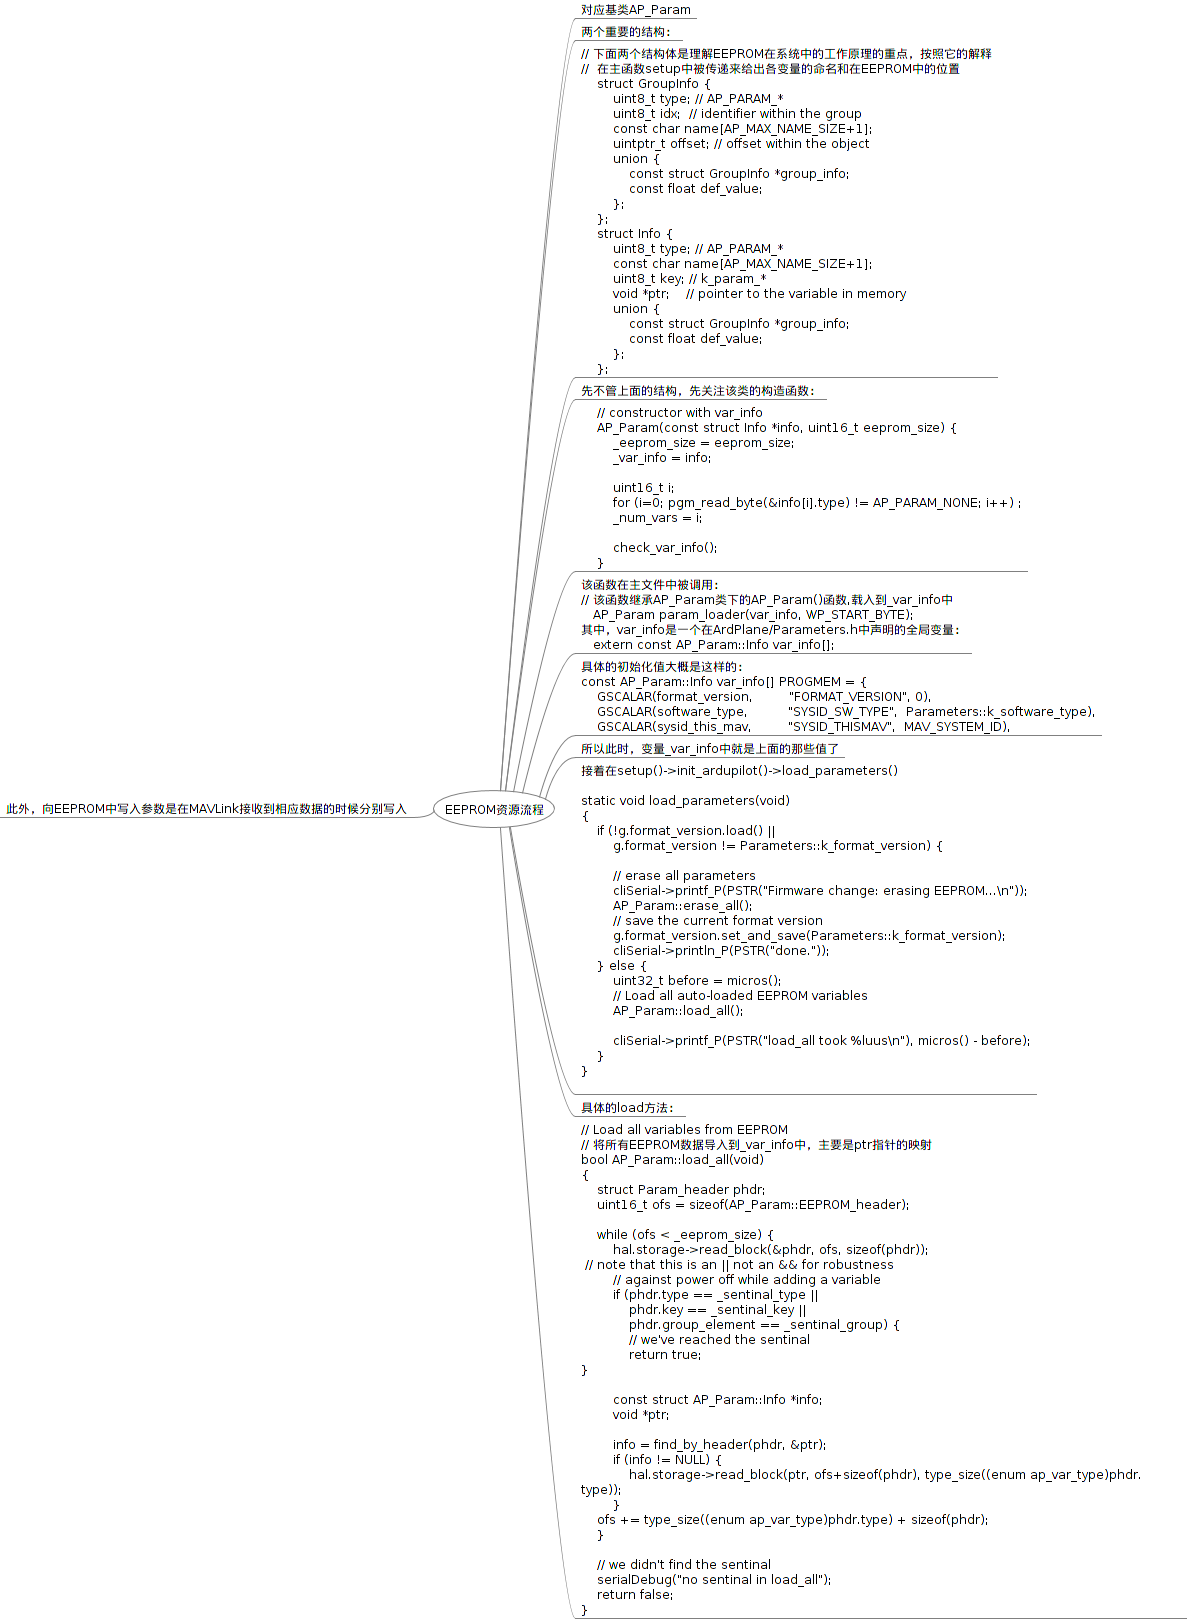 对应基类AP_Param
两个重要的结构：
// 下面两个结构体是理解EEPROM在系统中的工作原理的重点，按照它的解释
//  在主函数setup中被传递来给出各变量的命名和在EEPROM中的位置
    struct GroupInfo {
        uint8_t type; // AP_PARAM_*
        uint8_t idx;  // identifier within the group
        const char name[AP_MAX_NAME_SIZE+1];
        uintptr_t offset; // offset within the object
        union {
            const struct GroupInfo *group_info;
            const float def_value;
        };
    };
    struct Info {
        uint8_t type; // AP_PARAM_*
        const char name[AP_MAX_NAME_SIZE+1];
        uint8_t key; // k_param_*
        void *ptr;    // pointer to the variable in memory
        union {
            const struct GroupInfo *group_info;
            const float def_value;
        };
    };
先不管上面的结构，先关注该类的构造函数：
    // constructor with var_info
    AP_Param(const struct Info *info, uint16_t eeprom_size) {
        _eeprom_size = eeprom_size;
        _var_info = info;
        uint16_t i;
        for (i=0; pgm_read_byte(&info[i].type) != AP_PARAM_NONE; i++) ;
        _num_vars = i;
        check_var_info();
    }
该函数在主文件中被调用：
// 该函数继承AP_Param类下的AP_Param()函数,载入到_var_info中
   AP_Param param_loader(var_info, WP_START_BYTE);
其中，var_info是一个在ArdPlane/Parameters.h中声明的全局变量：
   extern const AP_Param::Info var_info[];
具体的初始化值大概是这样的：
const AP_Param::Info var_info[] PROGMEM = {
    GSCALAR(format_version,         "FORMAT_VERSION", 0),
    GSCALAR(software_type,          "SYSID_SW_TYPE",  Parameters::k_software_type),
    GSCALAR(sysid_this_mav,         "SYSID_THISMAV",  MAV_SYSTEM_ID),
所以此时，变量_var_info中就是上面的那些值了
接着在setup()->init_ardupilot()->load_parameters()
static void load_parameters(void)
{
    if (!g.format_version.load() ||
        g.format_version != Parameters::k_format_version) {
        // erase all parameters
        cliSerial->printf_P(PSTR("Firmware change: erasing EEPROM...\n"));
        AP_Param::erase_all();
        // save the current format version
        g.format_version.set_and_save(Parameters::k_format_version);
        cliSerial->println_P(PSTR("done."));
    } else {
        uint32_t before = micros();
        // Load all auto-loaded EEPROM variables
        AP_Param::load_all();
        cliSerial->printf_P(PSTR("load_all took %luus\n"), micros() - before);
    }
}
此外，向EEPROM中写入参数是在MAVLink接收到相应数据的时候分别写入
EEPROM资源流程
具体的load方法：
// Load all variables from EEPROM
// 将所有EEPROM数据导入到_var_info中，主要是ptr指针的映射
bool AP_Param::load_all(void)
{
    struct Param_header phdr;
    uint16_t ofs = sizeof(AP_Param::EEPROM_header);
    while (ofs < _eeprom_size) {
        hal.storage->read_block(&phdr, ofs, sizeof(phdr));
 // note that this is an || not an && for robustness
        // against power off while adding a variable
        if (phdr.type == _sentinal_type ||
            phdr.key == _sentinal_key ||
            phdr.group_element == _sentinal_group) {
            // we've reached the sentinal
            return true;
}
        const struct AP_Param::Info *info;
        void *ptr;
        info = find_by_header(phdr, &ptr);
        if (info != NULL) {
            hal.storage->read_block(ptr, ofs+sizeof(phdr), type_size((enum ap_var_type)phdr.
type));
        }
    ofs += type_size((enum ap_var_type)phdr.type) + sizeof(phdr);
    }
    // we didn't find the sentinal
    serialDebug("no sentinal in load_all");
    return false;
}